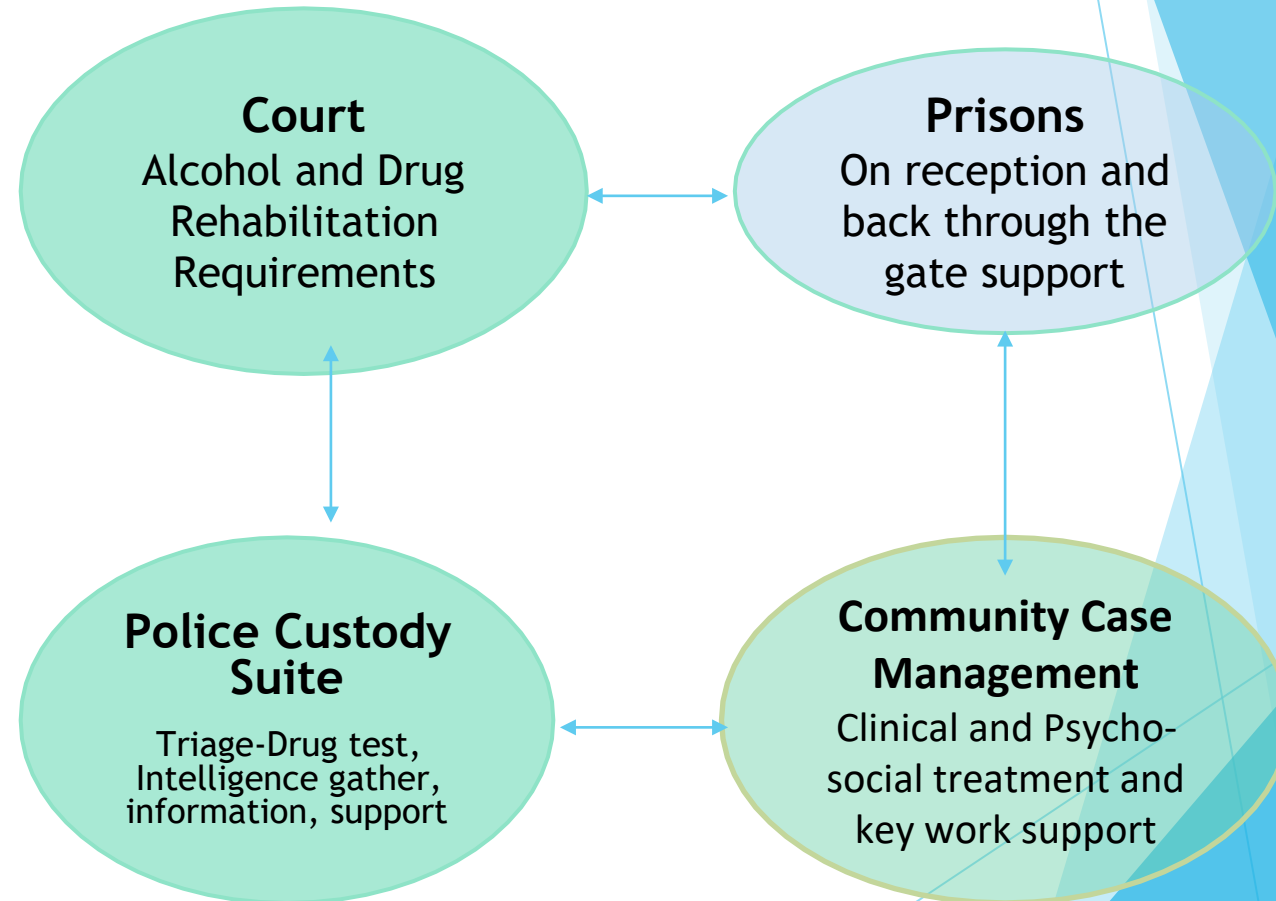 Court
Alcohol and Drug
Rehabilitation
Requirements
Prisons
On reception and
back through the
gate support
Police Custody
Suite
Triage-Drug test,
Intelligence gather,
information, support
Community Case
Management
Clinical and Psycho-
social treatment and
key work support